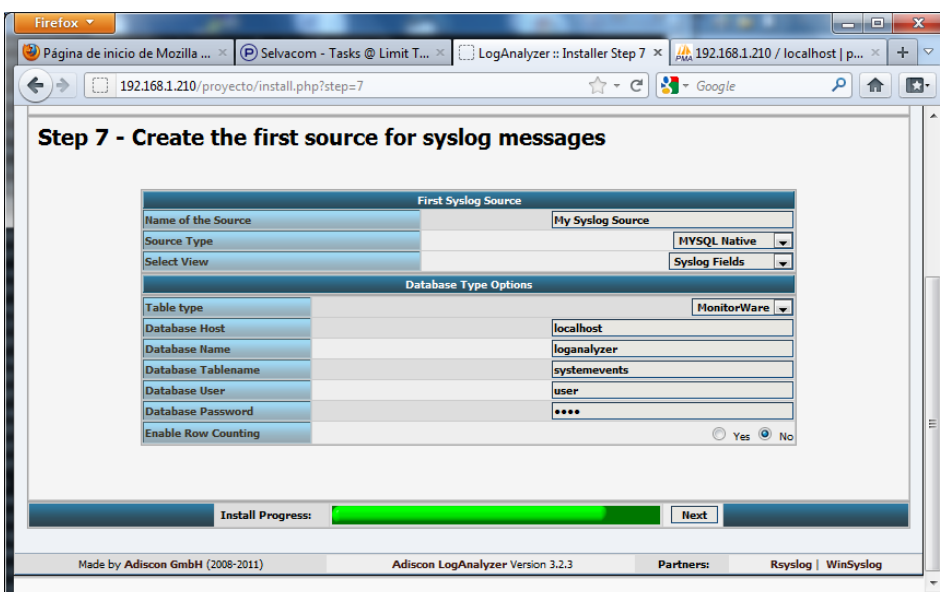 Firefox
Página de inicio de Mozilla ...
Selvacom - Tasks @ Limit T...
LogAnalyzer :: Installer Step 7
192.168.1.210 / localhost | p...
192.168.1.210/proyecto/install.php?step=7
Google
Step 7 - Create the first source for syslog messages
First Syslog Source
Name of the Source My Syslog Source
Source Type MYSQL Native
Select View Syslog Fields
Database Type Options
Table type MonitorWare
Database Host localhost
Database Name loganalyzer
Database Tablename systemevents
Database User user
Database Password ••••
Enable Row Counting Yes No
Install Progress: Next
Made by Adiscon GmbH (2008-2011) Adiscon LogAnalyzer Version 3.2.3 Partners: Rsyslog | WinSyslog